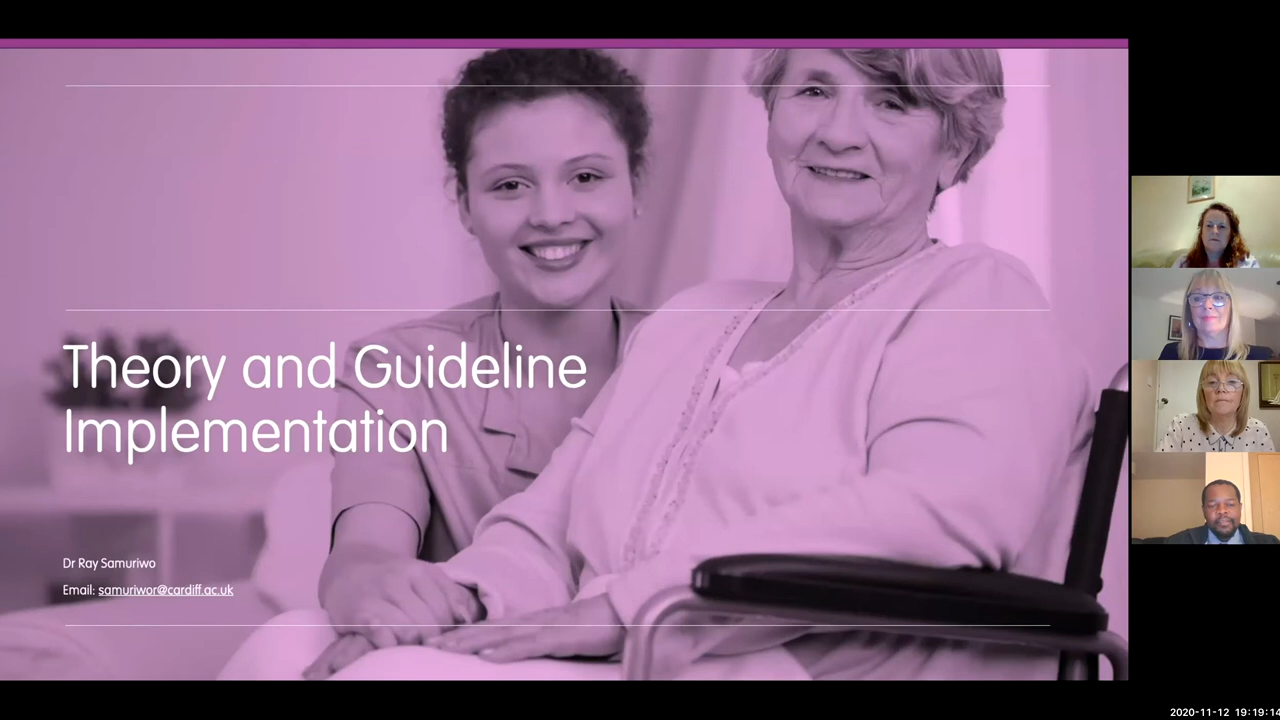 Theory and Guideline
Implementation
Dr Ray Samuriwo
Email: samuriwor@cardiff.ac.uk
2020-11-12 19:19:14